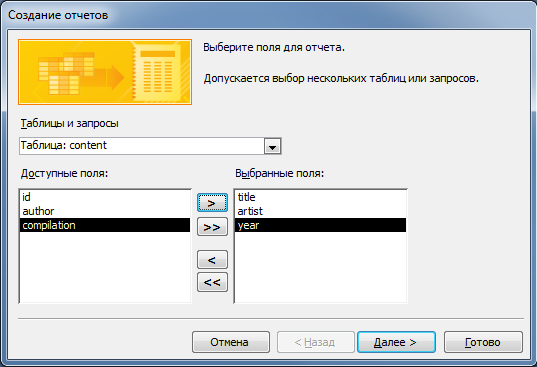 Создание отчетов
Выберите поля для отчета.
Допускается выбор нескольких таблиц или запросов.
Таблицы и запросы
Таблица: content
Доступные поля:
id
author
compilation
>
>>
<
<<
Выбранные поля:
title
artist
year
Отмена
< Назад
Далее >
Готово